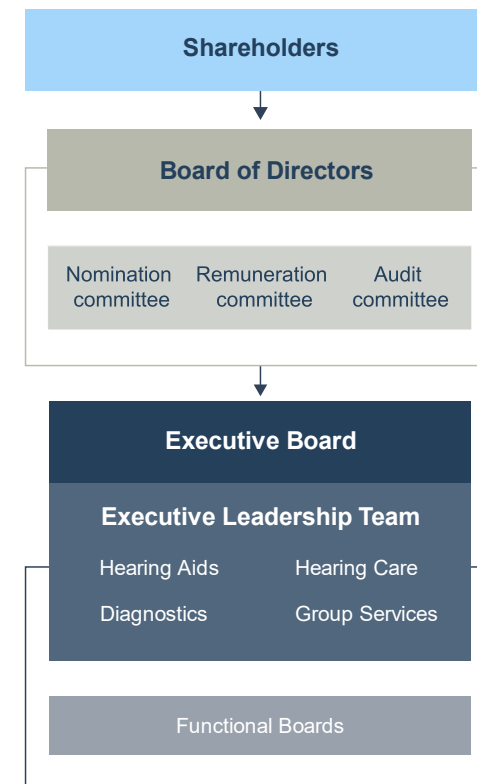 Shareholders
Board of Directors
Nomination committee
Remuneration committee
Audit committee
Executive Board
Executive Leadership Team
Hearing Aids
Hearing Care
Diagnostics
Group Services
Functional Boards